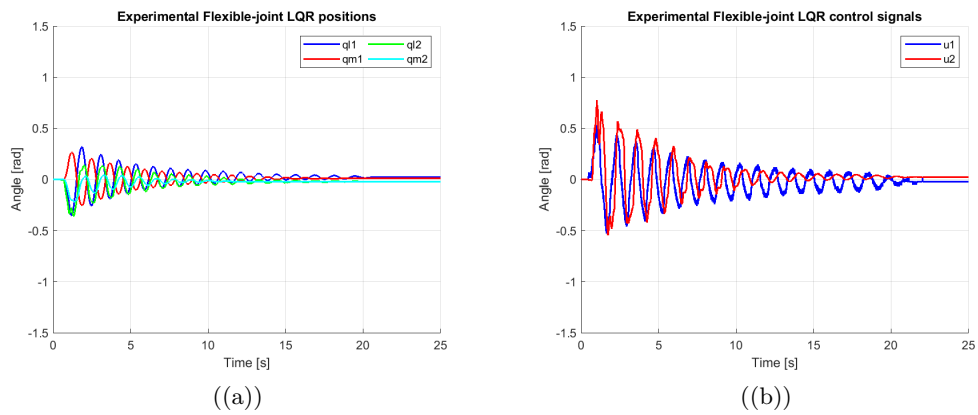 Experimental Flexible-joint LQR positions
1.5
1
0.5
0
-0.5
-1
-1.5
Angle [rad]
ql1 ql2
qm1 qm2
0 5 10 15 20 25
Time [s]
((a))
Experimental Flexible-joint LQR control signals
1.5
1
0.5
0
-0.5
-1
-1.5
Angle [rad]
u1
u2
0 5 10 15 20 25
Time [s]
((b))